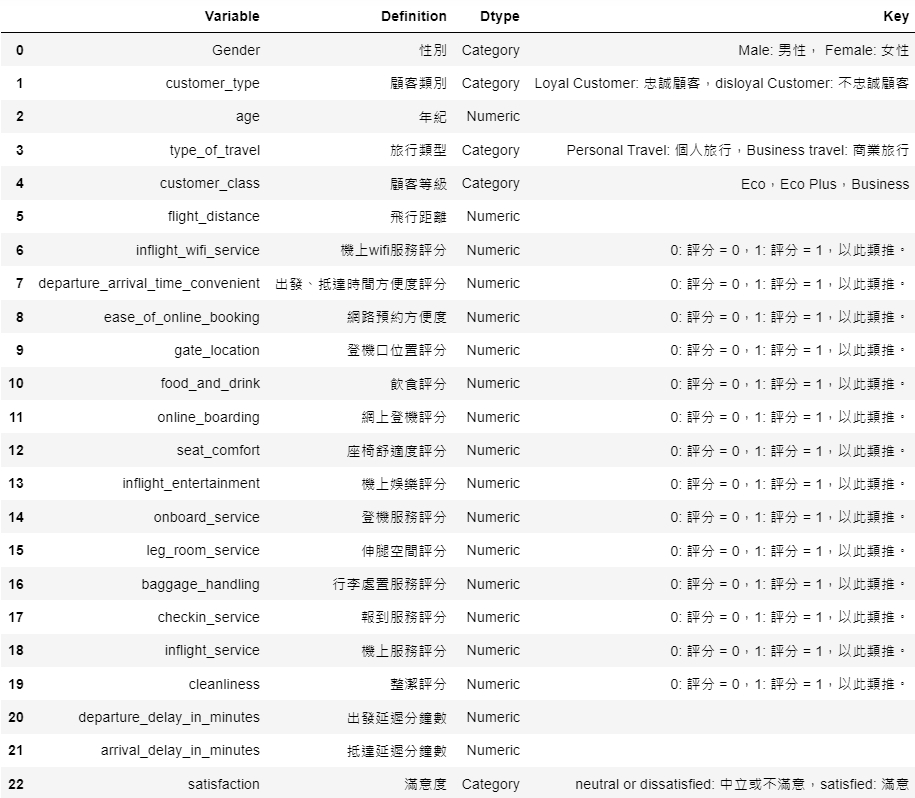 Variable Definition Dtype Key
0 Gender 性別 Category Male: 男性, Female: 女性
1 customer_type 顧客類別 Category Loyal Customer: 忠誠顧客,disloyal Customer: 不忠誠顧客
2 age 年紀 Numeric
3 type_of_travel 旅行類型 Category Personal Travel: 個人旅行,Business travel: 商業旅行
4 customer_class 顧客等級 Category Eco,Eco Plus,Business
5 flight_distance 飛行距離 Numeric
6 inflight_wifi_service 機上wifi服務評分 Numeric 0: 評分 = 0,1: 評分 = 1,以此類推。
7 departure_arrival_time_convenient 出發、抵達時間方便度評分 Numeric 0: 評分 = 0,1: 評分 = 1,以此類推。
8 ease_of_online_booking 網路預約方便度 Numeric 0: 評分 = 0,1: 評分 = 1,以此類推。
9 gate_location 登機口位置評分 Numeric 0: 評分 = 0,1: 評分 = 1,以此類推。
10 food_and_drink 飲食評分 Numeric 0: 評分 = 0,1: 評分 = 1,以此類推。
11 online_boarding 網上登機評分 Numeric 0: 評分 = 0,1: 評分 = 1,以此類推。
12 seat_comfort 座椅舒適度評分 Numeric 0: 評分 = 0,1: 評分 = 1,以此類推。
13 inflight_entertainment 機上娛樂評分 Numeric 0: 評分 = 0,1: 評分 = 1,以此類推。
14 onboard_service 登機服務評分 Numeric 0: 評分 = 0,1: 評分 = 1,以此類推。
15 leg_room_service 伸腿空間評分 Numeric 0: 評分 = 0,1: 評分 = 1,以此類推。
16 baggage_handling 行李處置服務評分 Numeric 0: 評分 = 0,1: 評分 = 1,以此類推。
17 checkin_service 報到服務評分 Numeric 0: 評分 = 0,1: 評分 = 1,以此類推。
18 inflight_service 機上服務評分 Numeric 0: 評分 = 0,1: 評分 = 1,以此類推。
19 cleanliness 整潔評分 Numeric 0: 評分 = 0,1: 評分 = 1,以此類推。
20 departure_delay_in_minutes 出發延遲分鐘數 Numeric
21 arrival_delay_in_minutes 抵達延遲分鐘數 Numeric
22 satisfaction 滿意度 Category neutral or dissatisfied: 中立或不滿意,satisfied: 滿意